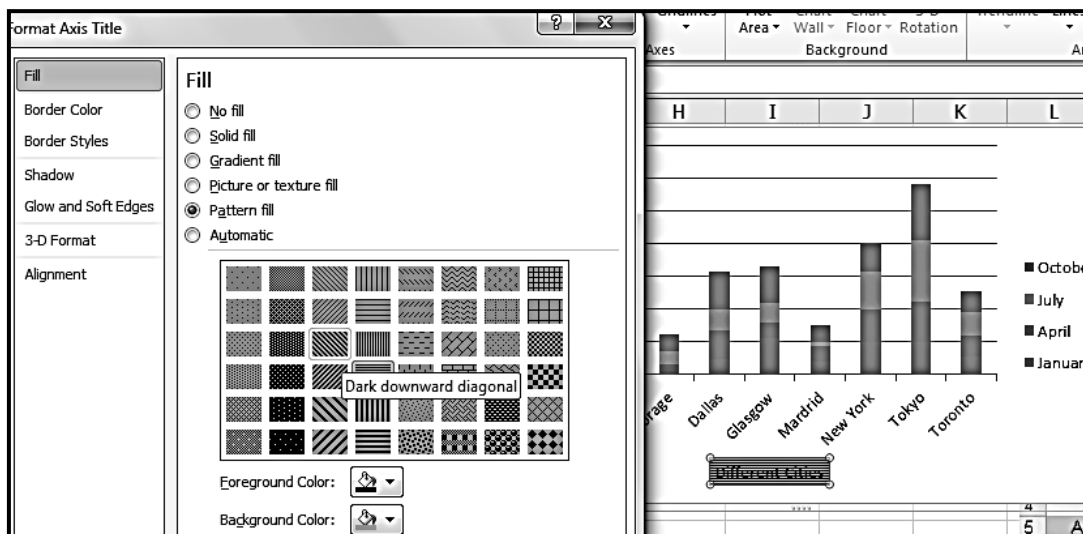 Format Axis Title
?
X
Fill
Border Color
Border Styles
Shadow
Glow and Soft Edges
3-D Format
Alignment
Fill
No fill
Solid fill
Gradient fill
Picture or texture fill
Pattern fill
Automatic
Dark downward diagonal
Foreground Color:
Background Color:
Area Wall Floor Rotation
Axes Background
H I J K L
October
July
April
Dallas
Glasgow
Mardrid
New York
Tokyo
Toronto
Different Cities
4
5 A